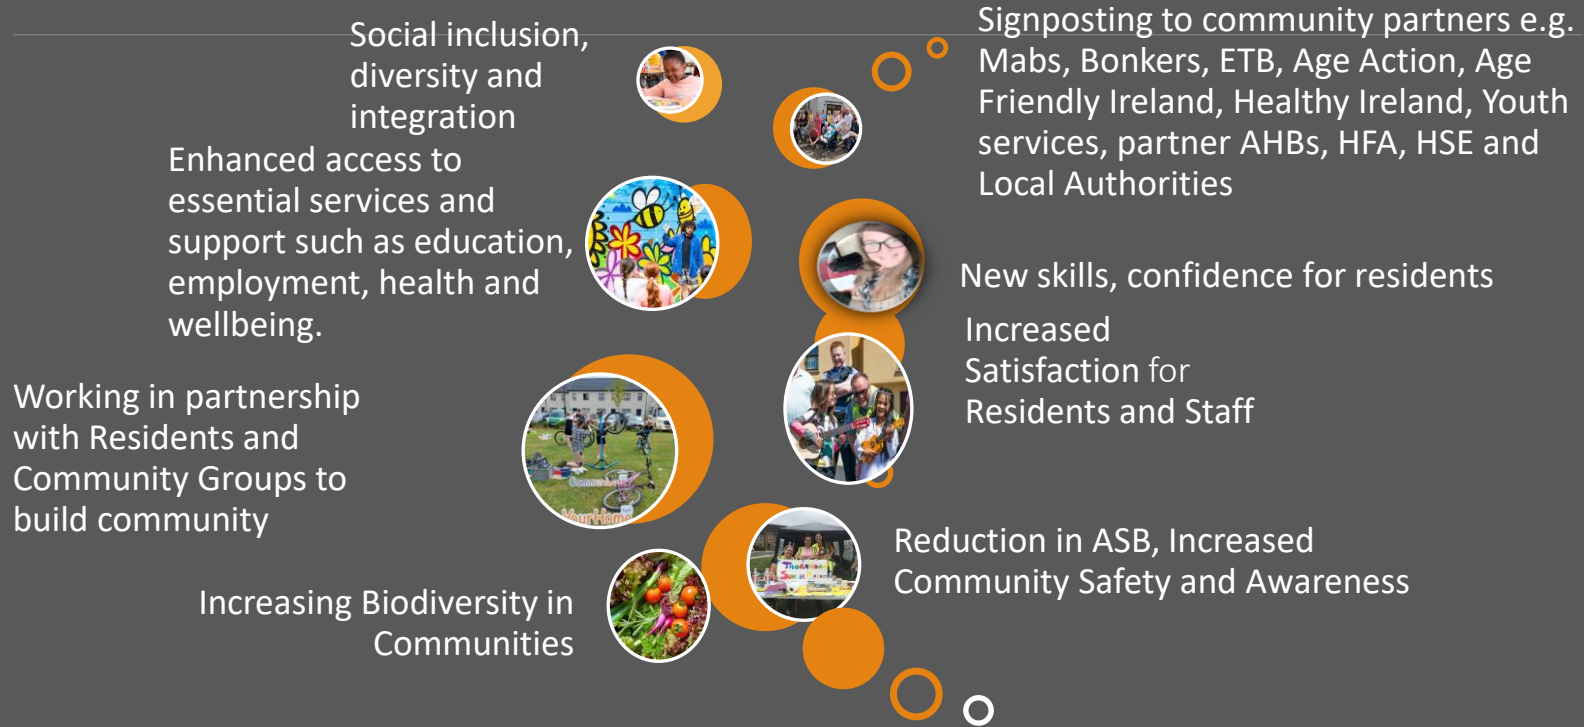 Social inclusion,
diversity and
integration
Signposting to community partners e.g.
Mabs, Bonkers, ETB, Age Action, Age
Friendly Ireland, Healthy Ireland, Youth
services, partner AHBs, HFA, HSE and
Local Authorities
Enhanced access to
essential services and
support such as education,
employment, health and
wellbeing.
New skills, confidence for residents
Increased
Satisfaction for
Residents and Staff
Working in partnership
with Residents and
Community Groups to
build community
Your Home
Reduction in ASB, Increased
Community Safety and Awareness
Increasing Biodiversity in
Communities